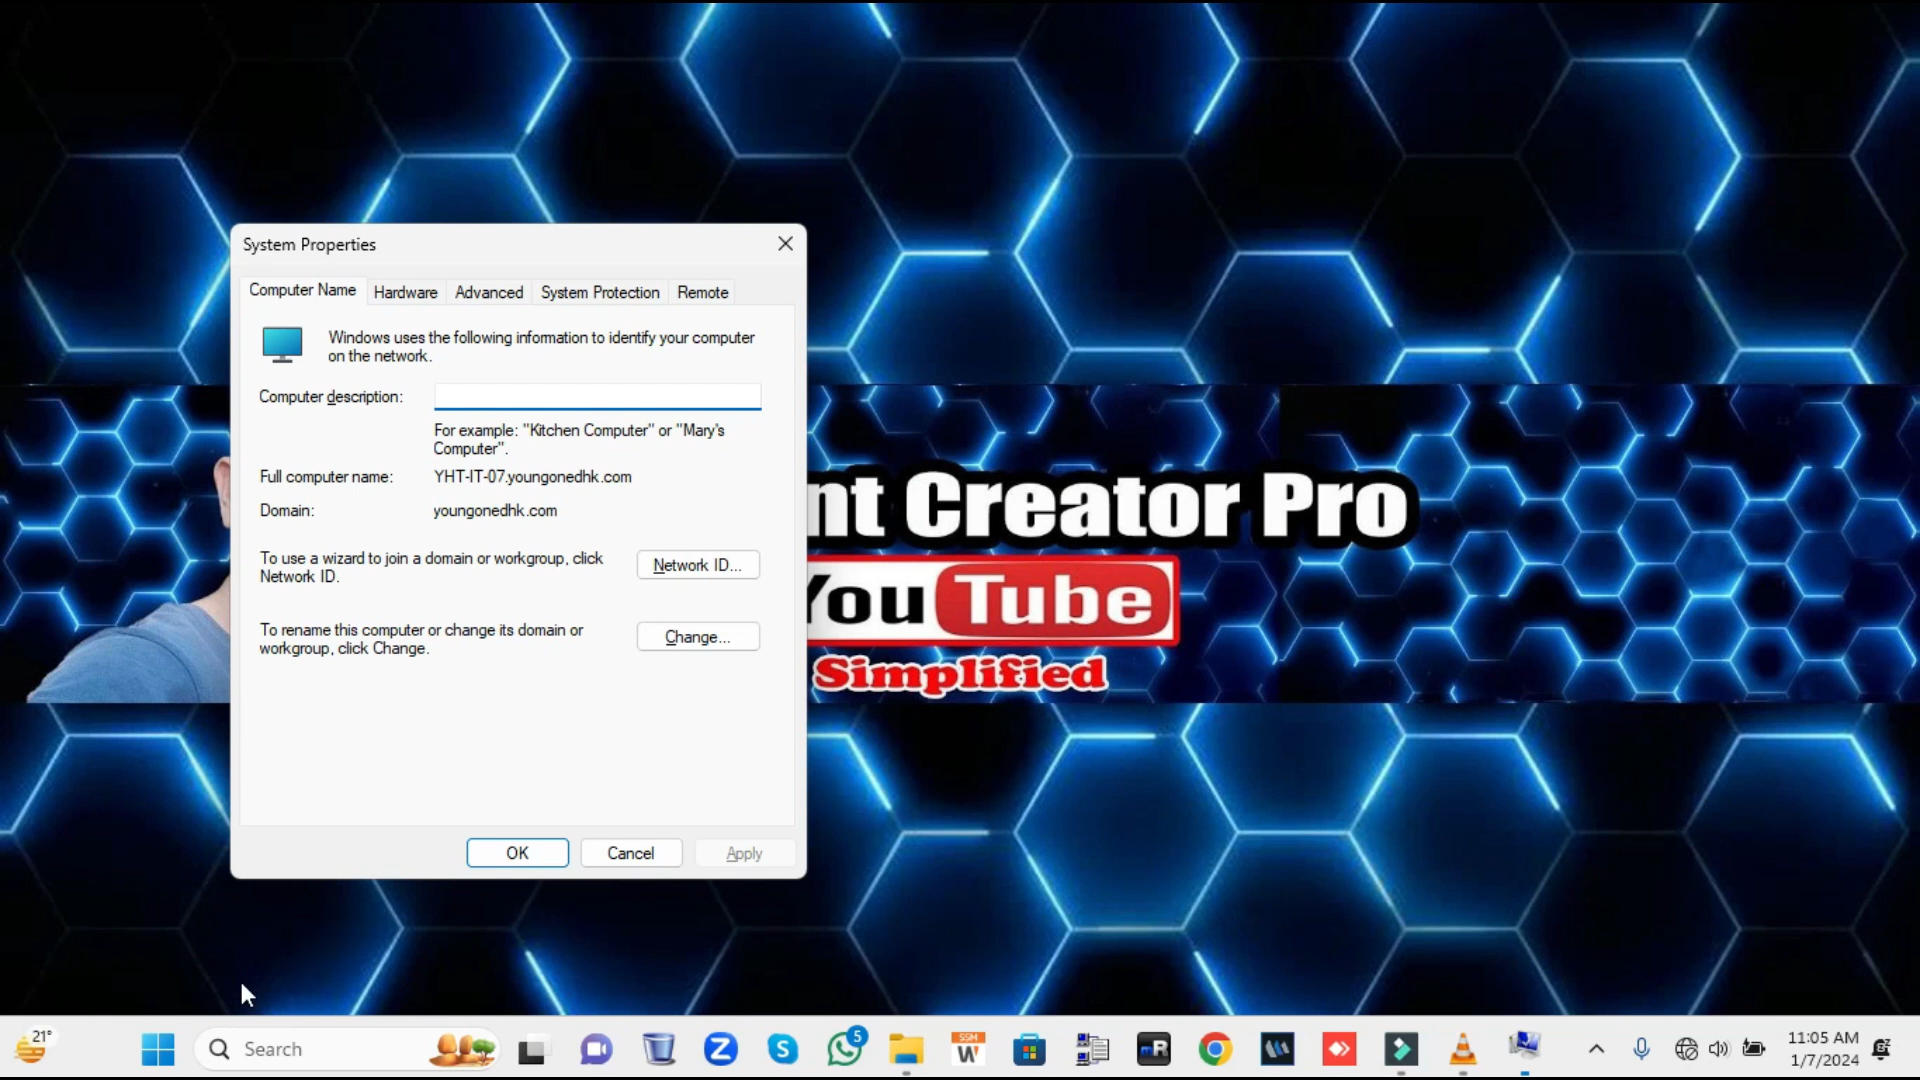 System Properties
Computer Name
Hardware
Advanced
System Protection
Remote
Windows uses the following information to identify your computer
on the network.
Computer description:
For example: "Kitchen Computer" or "Mary's
Computer".
Full computer name:
YHT-IT-07.youngonedhk.com
Domain:
youngonedhk.com
To use a wizard to join a domain or workgroup, click
Network ID.
Network ID...
To rename this computer or change its domain or
workgroup, click Change.
Change...
OK
Cancel
Apply
nt Creator Pro
You Tube
Simplified
21°
Search
Z
S
5
SSM
W
mR
11:05 AM
1/7/2024